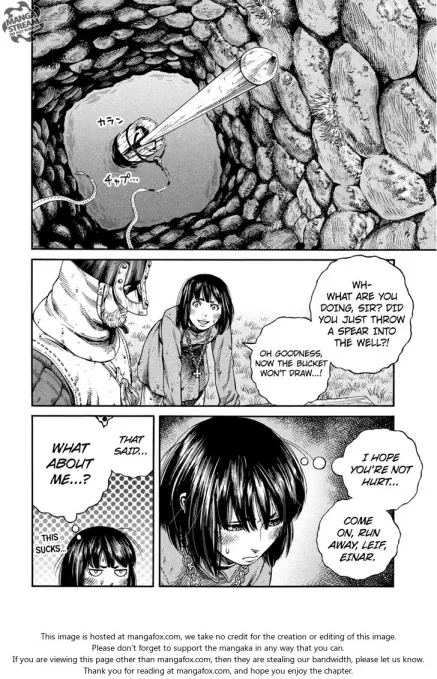 MANGA
STREAM
カラン
チャプ…
WH-
WHAT ARE YOU
DOING, SIR? DID
YOU JUST THROW
A SPEAR INTO
THE WELL?!
OH GOODNESS,
NOW THE BUCKET
WON'T DRAW...!
I HOPE
YOU'RE NOT
HURT...
COME
ON, RUN
AWAY, LEIF,
EINAR.
THAT
SAID...
WHAT
ABOUT
ME...?
THIS
SUCKS...
This image is hosted at mangafox.com, we take no credit for the creation or editing of this image.
Please don't forget to support the mangaka in any way that you can.
If you are viewing this page other than mangafox.com, then they are stealing our bandwidth, please let us know.
Thank you for reading at mangafox.com, and hope you enjoy the chapter.